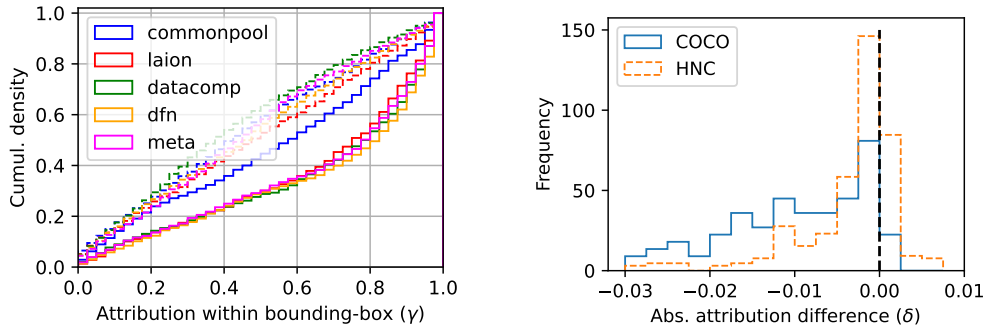 1.0
0.8
0.6
0.4
0.2
0.0
Cumul. density
commonpool
laion
datacomp
dfn
meta
0.0 0.2 0.4 0.6 0.8 1.0
Attribution within bounding-box (γ)
150
100
50
0
Frequency
COCO
HNC
−0.03 −0.02 −0.01 0.00 0.01
Abs. attribution difference (δ)